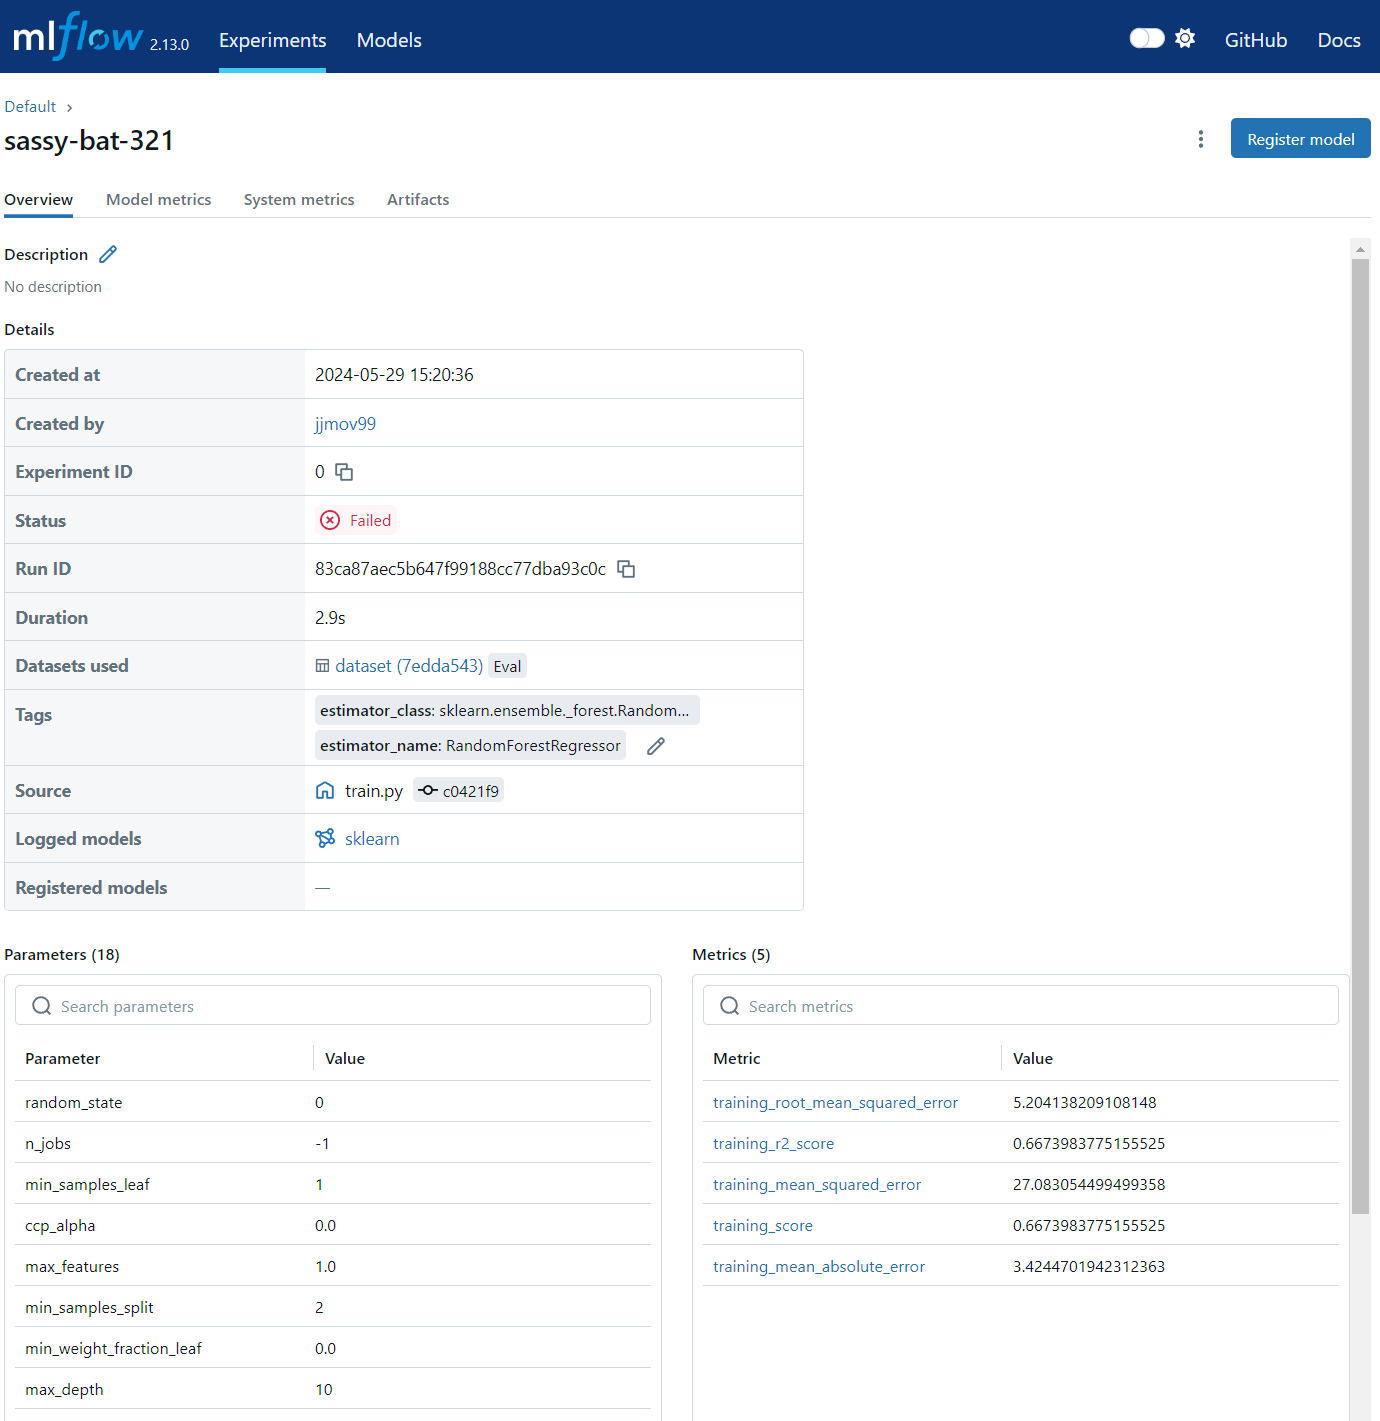 mlflow 2.13.0 Experiments Models GitHub Docs
Default
sassy-bat-321
Register model
Overview Model metrics System metrics Artifacts
Description
No description
Details
Created at 2024-05-29 15:20:36
Created by jjmov99
Experiment ID 0
Status Failed
Run ID 83ca87aec5b647f99188cc77dba93c0c
Duration 2.9s
Datasets used dataset (7edda543) Eval
Tags estimator_class: sklearn.ensemble._forest.Random...
estimator_name: RandomForestRegressor
Source train.py c0421f9
Logged models sklearn
Registered models —
Parameters (18)
Search parameters
Parameter Value
random_state 0
n_jobs -1
min_samples_leaf 1
ccp_alpha 0.0
max_features 1.0
min_samples_split 2
min_weight_fraction_leaf 0.0
max_depth 10
Metrics (5)
Search metrics
Metric Value
training_root_mean_squared_error 5.204138209108148
training_r2_score 0.6673983775155525
training_mean_squared_error 27.083054499499358
training_score 0.6673983775155525
training_mean_absolute_error 3.4244701942312363